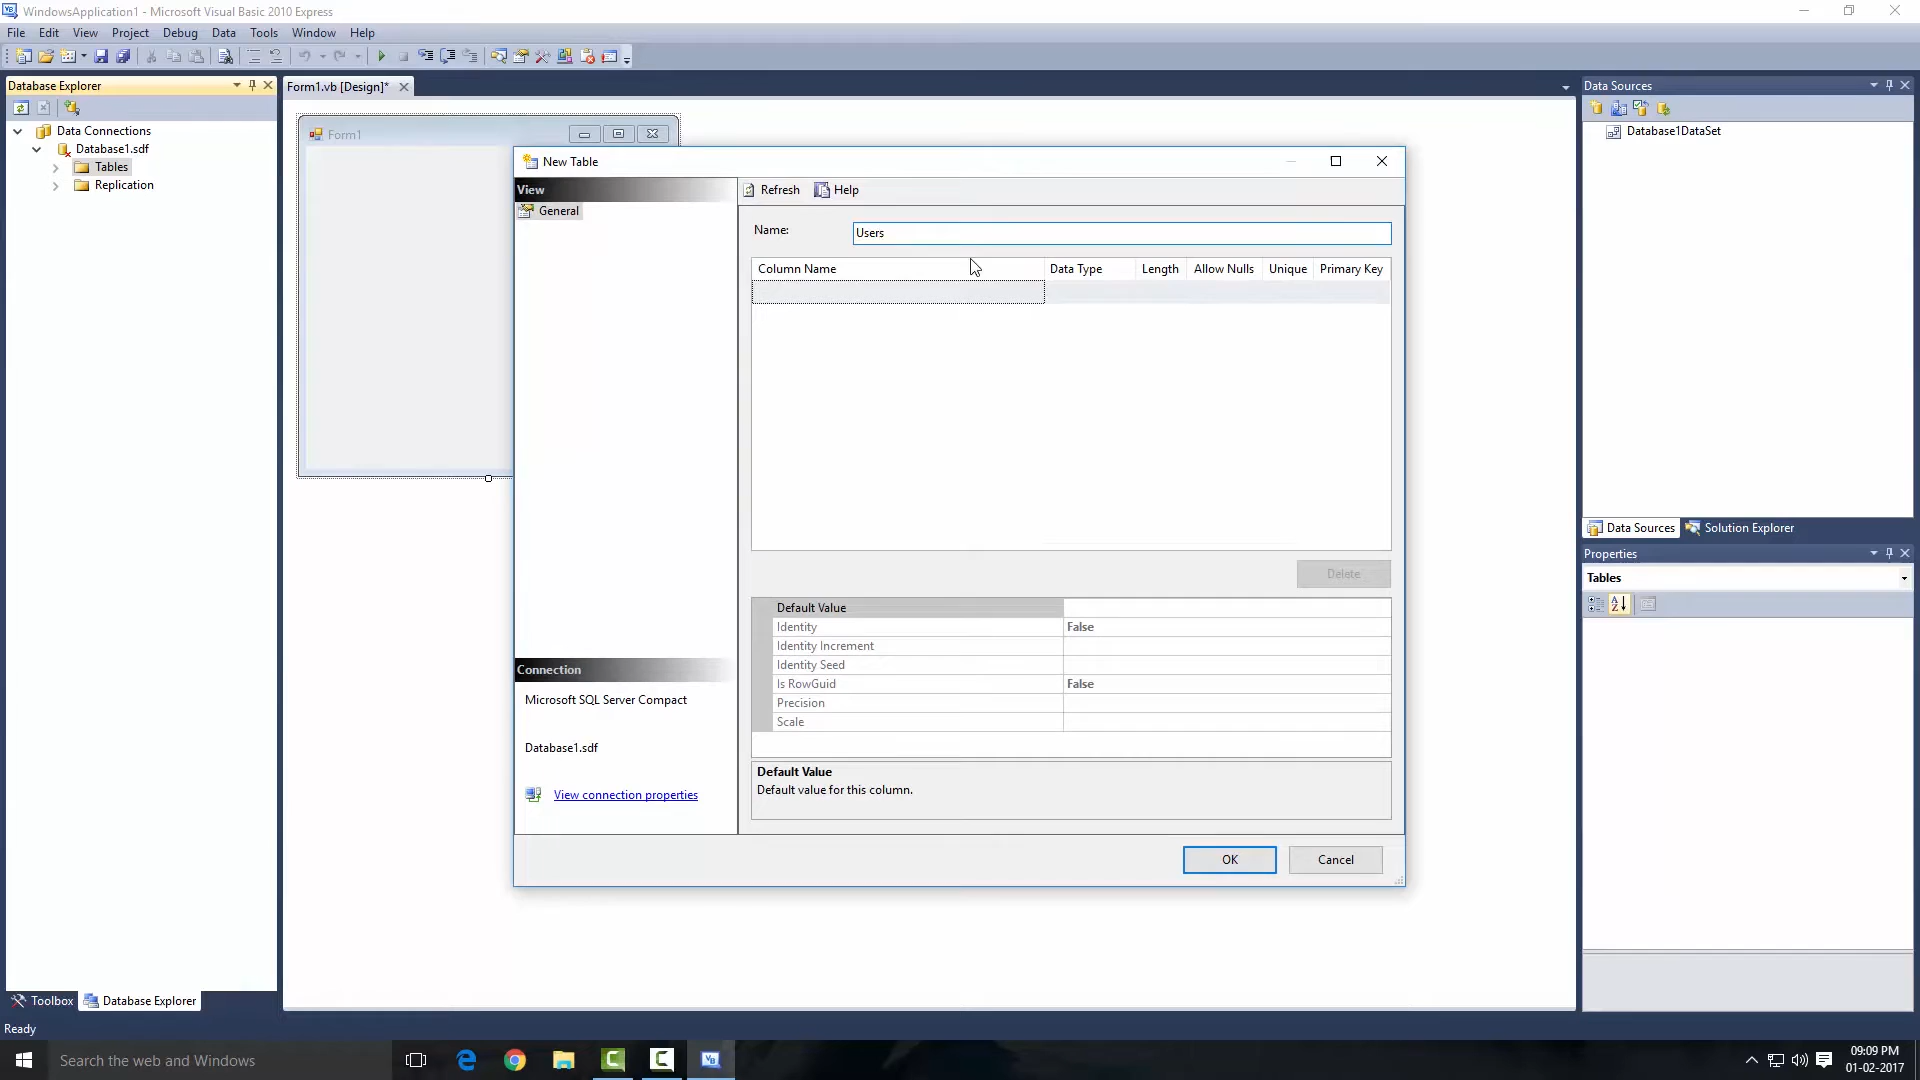 WindowsApplication1 - Microsoft Visual Basic 2010 Express
File Edit View Project Debug Data Tools Window Help
Database Explorer
Form1.vb [Design]*
Data Sources
Data Connections
Database1.sdf
Tables
Replication
Form1
Database1DataSet
New Table
View
General
Refresh Help
Name: Users
Column Name Data Type Length Allow Nulls Unique Primary Key
Delete
Default Value
Identity False
Identity Increment
Identity Seed
Is RowGuid False
Precision
Scale
Default Value
Default value for this column.
Connection
Microsoft SQL Server Compact
Database1.sdf
View connection properties
OK Cancel
Data Sources Solution Explorer
Properties
Tables
Toolbox Database Explorer
Ready
Search the web and Windows
09:09 PM
01-02-2017